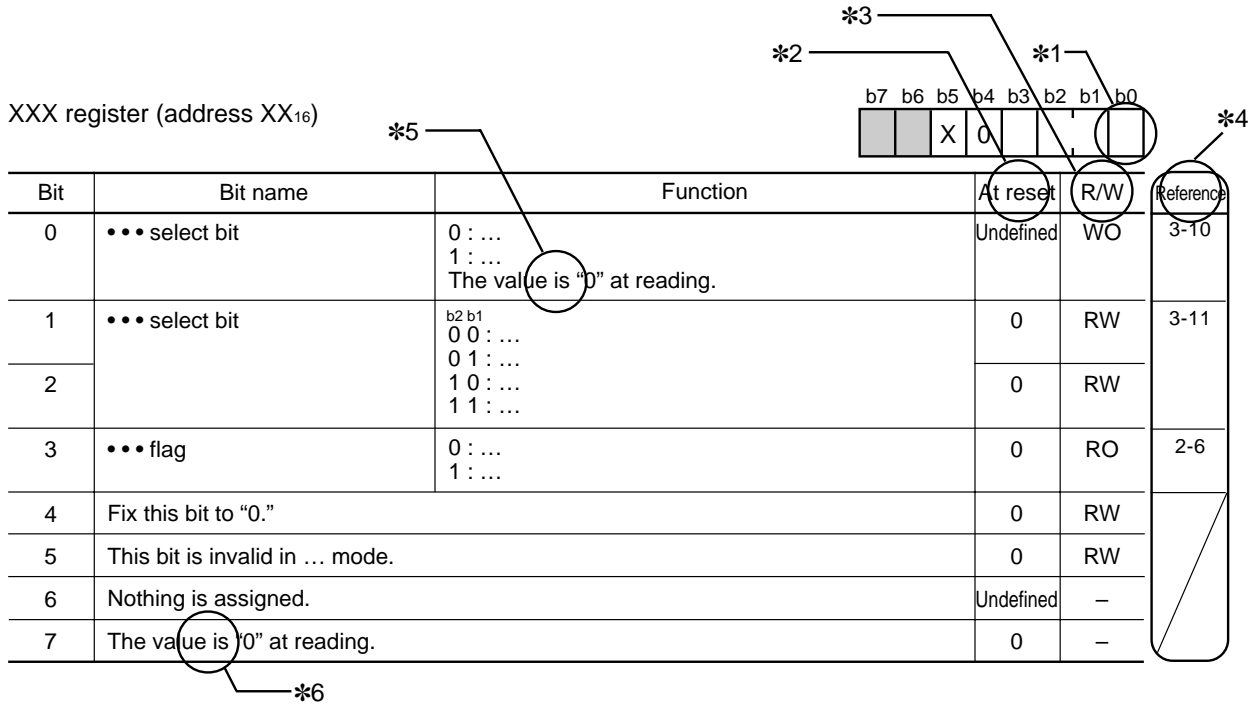 ✽3
✽2 ✽1
b7 b6 b5 b4 b3 b2 b1 b0
XXX register (address XX₁₆) ✽5 X 0 ✽4
Bit Bit name Function At reset R/W Reference
0 ••• select bit 0 : … Undefined WO 3-10
1 : …
The value is “0” at reading.
1 ••• select bit b2 b1 0 RW 3-11
0 0 : …
0 1 : …
2 1 0 : … 0 RW
1 1 : …
3 ••• flag 0 : … 0 RO 2-6
1 : …
4 Fix this bit to “0.” 0 RW
5 This bit is invalid in … mode. 0 RW
6 Nothing is assigned. Undefined –
7 The value is “0” at reading. 0 –
✽6